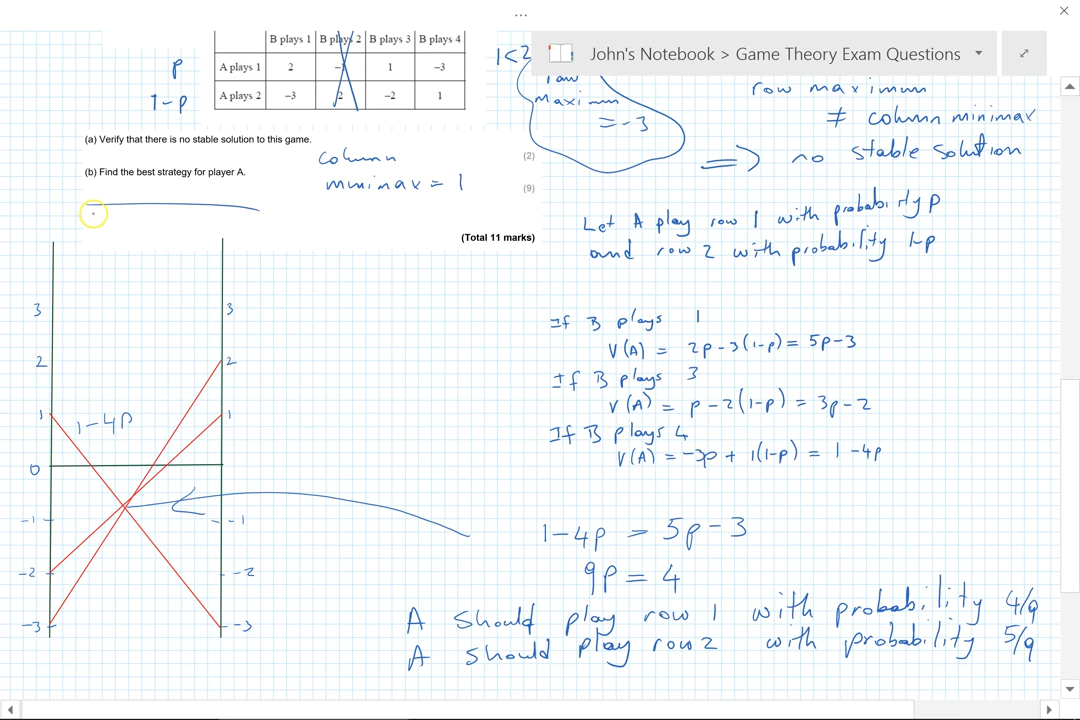 ...
John's Notebook > Game Theory Exam Questions
B plays 1 B plays 2 B plays 3 B plays 4
p A plays 1 2 1 -3
1-p A plays 2 -3 2 -2 1
1<2
row
Maximum
= -3
row maximum
≠ column minimax
=> no stable solution
(a) Verify that there is no stable solution to this game.
(2)
(b) Find the best strategy for player A.
(9)
column
minimax = 1
(Total 11 marks)
Let A play row 1 with probability p
and row 2 with probability 1-p
If B plays 1
V(A) = 2p-3(1-p) = 5p-3
If B plays 3
V(A) = p-2(1-p) = 3p-2
If B plays 4
V(A) = -3p + 1(1-p) = 1-4p
1-4p = 5p-3
9p = 4
A should play row 1 with probability 4/9
A should play row 2 with probability 5/9
3 3
2 2
1 1
1-4p
0
-1 -1
-2 -2
-3 -3